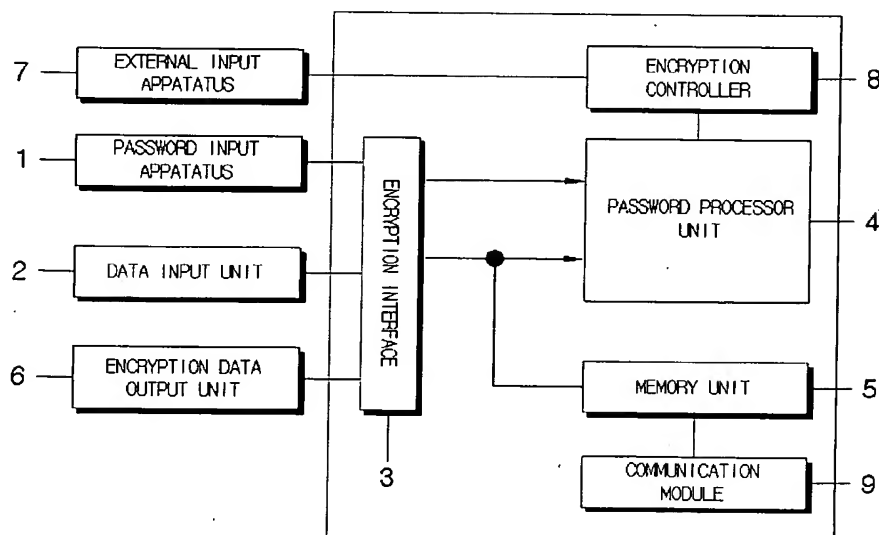 7
EXTERNAL INPUT
APPATATUS
ENCRYPTION
CONTROLLER
8
1
PASSWORD INPUT
APPATATUS
ENCRYPTION INTERFACE
PASSWORD PROCESSOR
UNIT
4
2
DATA INPUT UNIT
6
ENCRYPTION DATA
OUTPUT UNIT
MEMORY UNIT
5
3
COMMUNICATION
MODULE
9